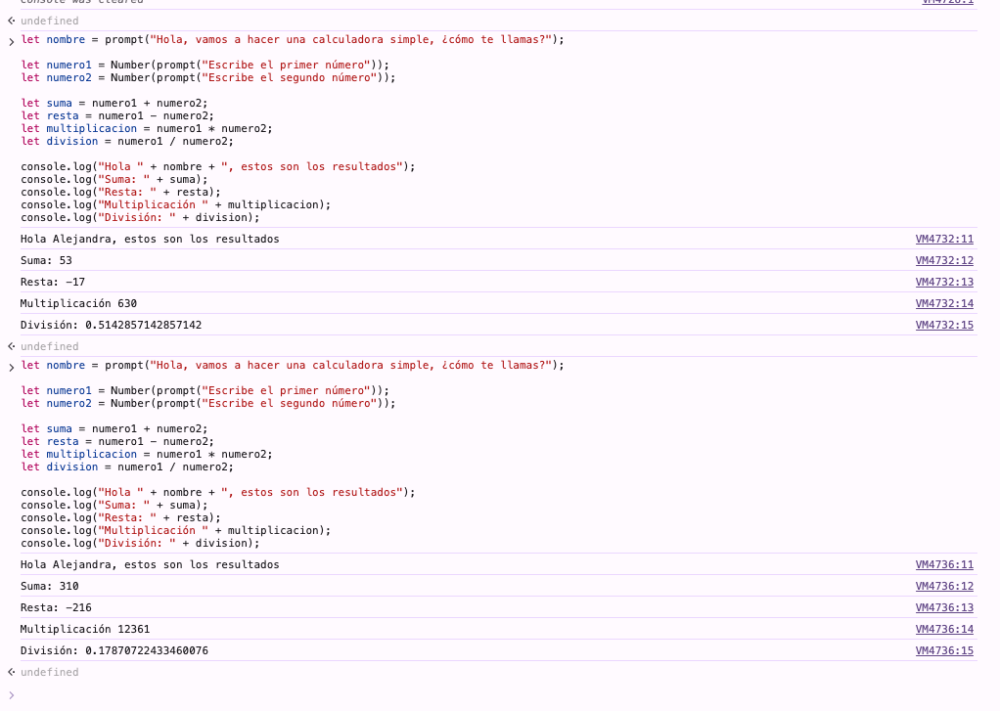 console was cleared VM4728:1
undefined
let nombre = prompt("Hola, vamos a hacer una calculadora simple, ¿cómo te llamas?");
let numero1 = Number(prompt("Escribe el primer número"));
let numero2 = Number(prompt("Escribe el segundo número"));
let suma = numero1 + numero2;
let resta = numero1 - numero2;
let multiplicacion = numero1 * numero2;
let division = numero1 / numero2;
console.log("Hola " + nombre + ", estos son los resultados");
console.log("Suma: " + suma);
console.log("Resta: " + resta);
console.log("Multiplicación " + multiplicacion);
console.log("División: " + division);
Hola Alejandra, estos son los resultados VM4732:11
Suma: 53 VM4732:12
Resta: -17 VM4732:13
Multiplicación 630 VM4732:14
División: 0.5142857142857142 VM4732:15
undefined
let nombre = prompt("Hola, vamos a hacer una calculadora simple, ¿cómo te llamas?");
let numero1 = Number(prompt("Escribe el primer número"));
let numero2 = Number(prompt("Escribe el segundo número"));
let suma = numero1 + numero2;
let resta = numero1 - numero2;
let multiplicacion = numero1 * numero2;
let division = numero1 / numero2;
console.log("Hola " + nombre + ", estos son los resultados");
console.log("Suma: " + suma);
console.log("Resta: " + resta);
console.log("Multiplicación " + multiplicacion);
console.log("División: " + division);
Hola Alejandra, estos son los resultados VM4736:11
Suma: 310 VM4736:12
Resta: -216 VM4736:13
Multiplicación 12361 VM4736:14
División: 0.17870722433460076 VM4736:15
undefined